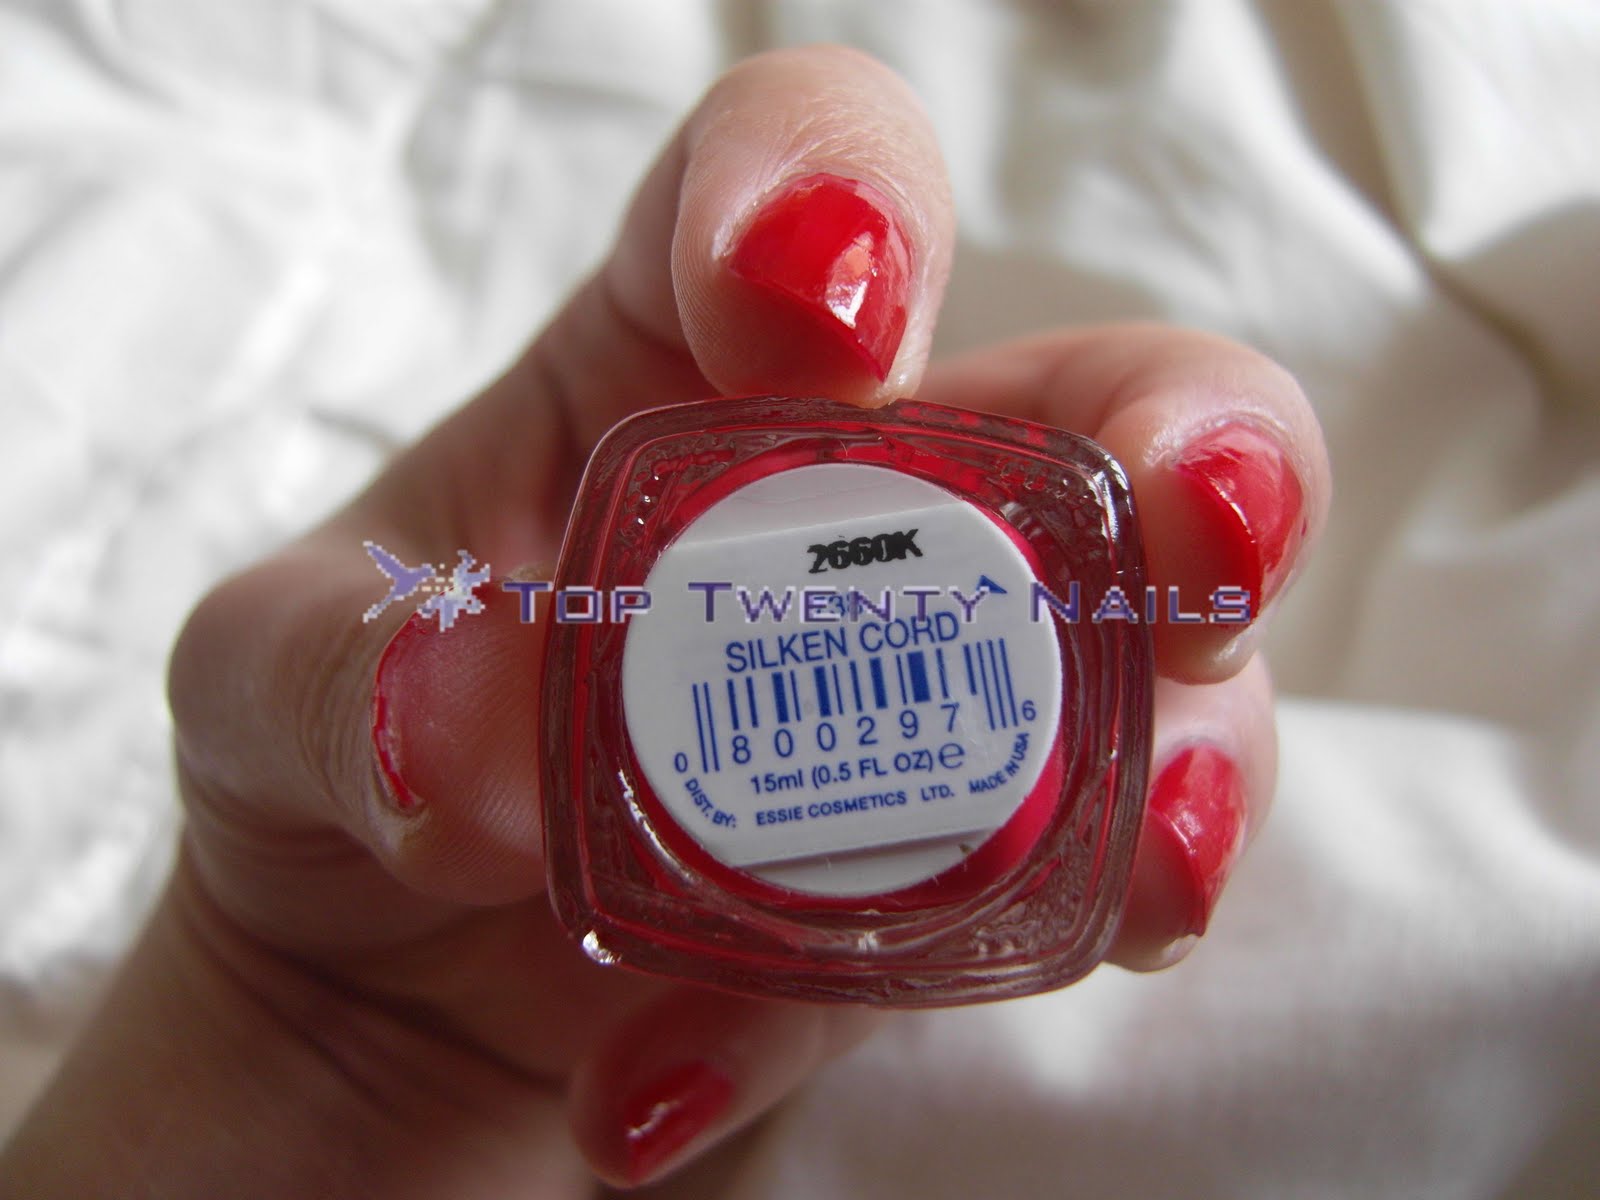 2660K
TOP TWENTY NAILS
SILKEN CORD
0 800297 6
15ml (0.5 FL OZ) e
DIST. BY: ESSIE COSMETICS LTD. MADE IN USA